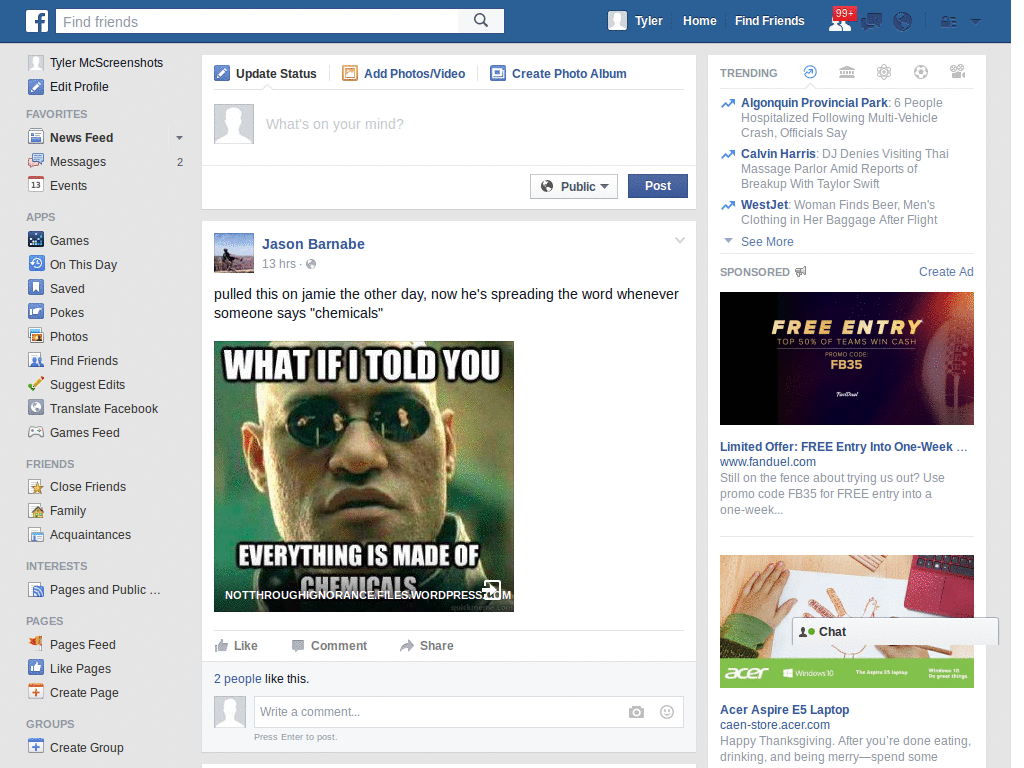 Find friends
Tyler
Home
Find Friends
99+
Tyler McScreenshots
Edit Profile
FAVORITES
News Feed
Messages 2
13 Events
APPS
Games
On This Day
Saved
Pokes
Photos
Find Friends
Suggest Edits
Translate Facebook
Games Feed
FRIENDS
Close Friends
Family
Acquaintances
INTERESTS
Pages and Public ...
PAGES
Pages Feed
Like Pages
Create Page
GROUPS
Create Group
Update Status Add Photos/Video Create Photo Album
What's on your mind?
Public Post
Jason Barnabe
13 hrs ·
pulled this on jamie the other day, now he's spreading the word whenever
someone says "chemicals"
WHAT IF I TOLD YOU
EVERYTHING IS MADE OF
CHEMICALS
NOTTHROUGHIGNORANCE.FILES.WORDPRESS.COM
quickmeme.com
Like Comment Share
2 people like this.
Write a comment...
Press Enter to post.
TRENDING
Algonquin Provincial Park: 6 People
Hospitalized Following Multi-Vehicle
Crash, Officials Say
Calvin Harris: DJ Denies Visiting Thai
Massage Parlor Amid Reports of
Breakup With Taylor Swift
WestJet: Woman Finds Beer, Men's
Clothing in Her Baggage After Flight
See More
SPONSORED Create Ad
FREE ENTRY
TOP 50% OF TEAMS WIN CASH
PROMO CODE
FB35
FanDuel
Limited Offer: FREE Entry Into One-Week ...
www.fanduel.com
Still on the fence about trying us out? Use
promo code FB35 for FREE entry into a
one-week...
Chat
acer Windows 10 The Aspire E5 laptop Windows 10
Do great things.
Acer Aspire E5 Laptop
caen-store.acer.com
Happy Thanksgiving. After you're done eating,
drinking, and being merry—spend some